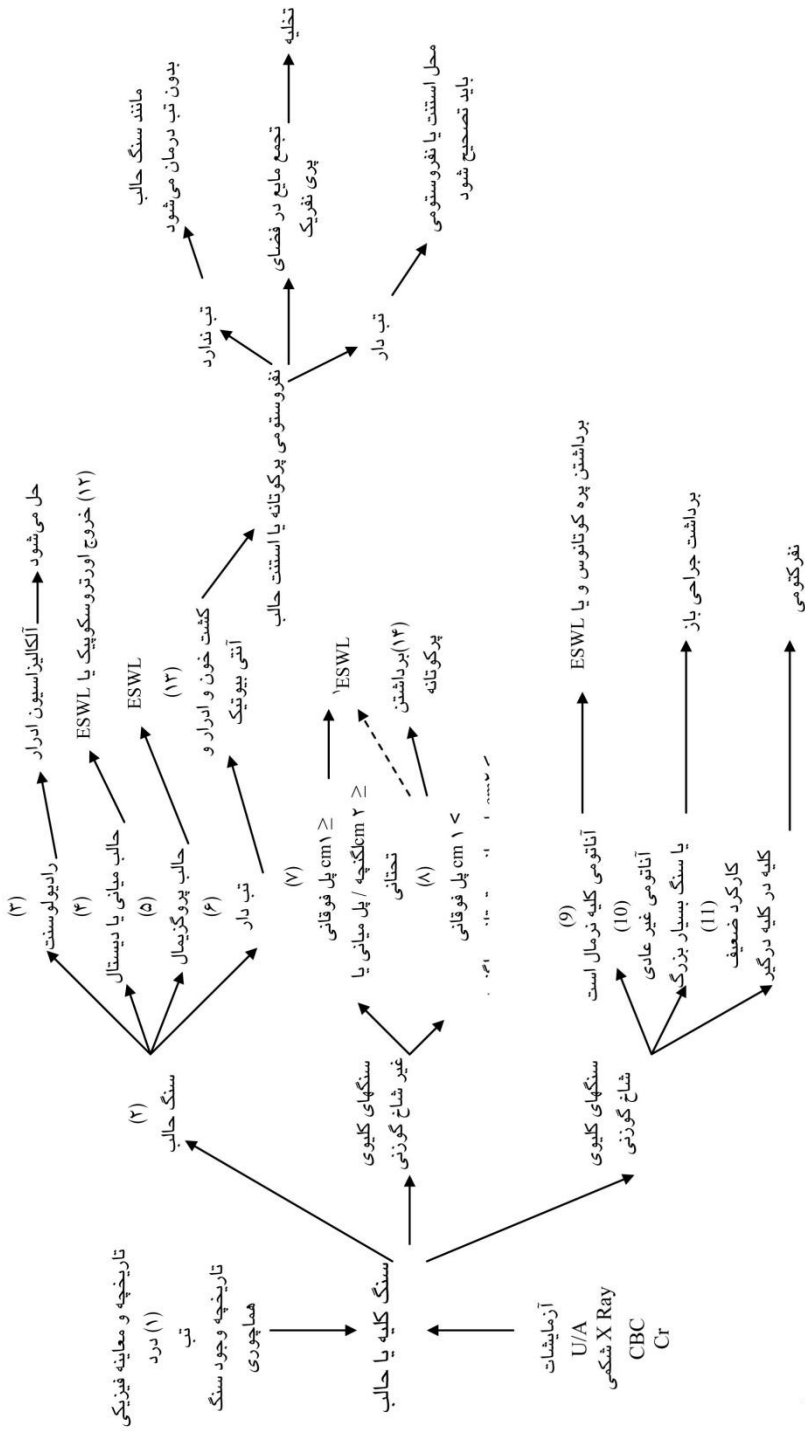 تاریخچه و معاینه فیزیکی
(۱) درد
تب
تاریخچه وجود سنگ
هماچوری
سنگ کلیه یا حالب
آزمایشات
U/A
X Ray شکمی
CBC
Cr
(۲)
سنگ حالب
سنگهای کلیوی
غیر شاخ گوزنی
سنگهای کلیوی
شاخ گوزنی
(۳)
رادیولوسنت
(۴)
حالب میانی یا دیستال
(۵)
حالب پروگزیمال
(۶)
تب دار
(۷)
cm۱ ≥ پل فوقانی
cm ۲ ≥ لگنچه / پل میانی یا
تحتانی
(۸)
cm ۱ < پل فوقانی
(9)
آناتومی کلیه نرمال است
(10)
آناتومی غیر عادی
یا سنگ بسیار بزرگ
(11)
کارکرد ضعیف
کلیه در کلیه درگیر
آلکالیزاسیون ادرار
حل می‌شود
(۱۲) خروج اورتروسکوپیک یا ESWL
ESWL
(۱۳)
کشت خون و ادرار و
آنتی بیوتیک
ESWL۱
(۱۴)برداشتن
پرکوتانه
برداشتن پره کوتانوس و یا ESWL
برداشت جراحی باز
نفرکتومی
نفروستومی پرکوتانه یا استنت حالب
تب ندارد
مانند سنگ حالب
بدون تب درمان می‌شود
تجمع مایع در فضای
پری نفریک
تخلیه
تب دار
محل استنت یا نفروستومی
باید تصحیح شود